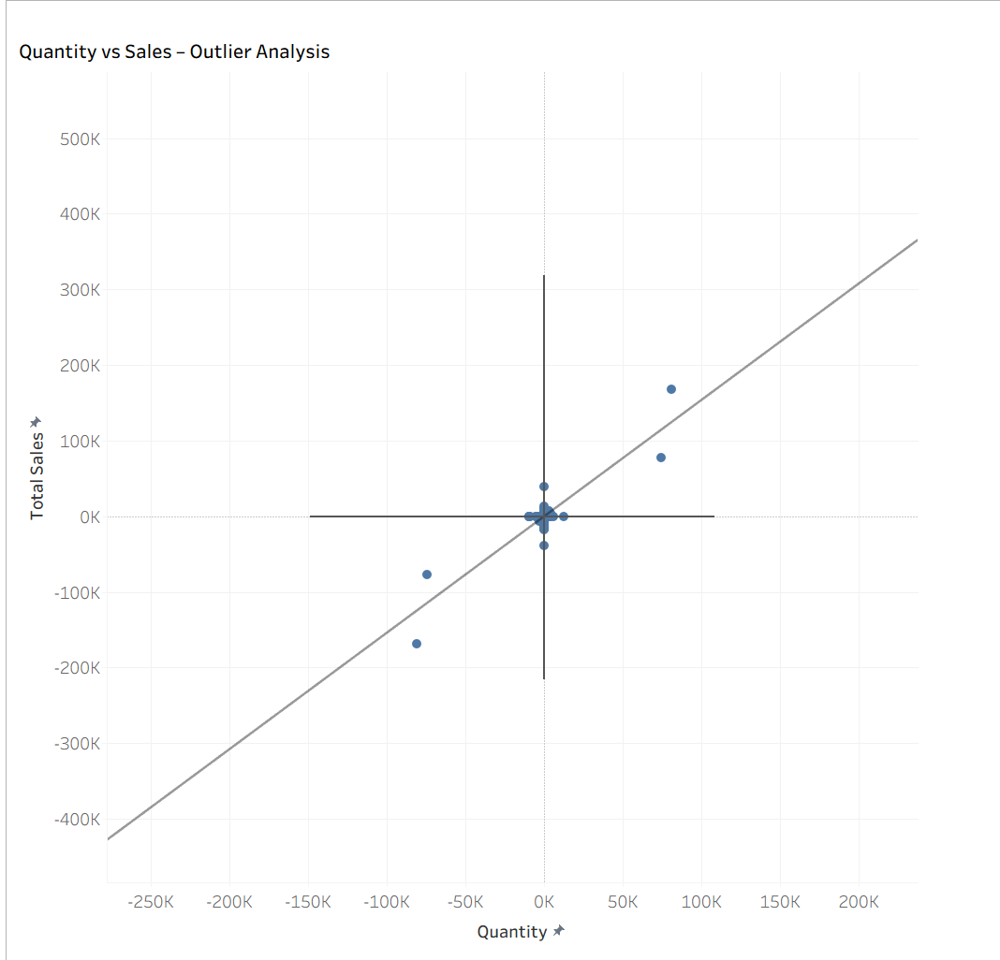 Quantity vs Sales – Outlier Analysis
500K
400K
300K
200K
100K
0K
-100K
-200K
-300K
-400K
Total Sales
-250K -200K -150K -100K -50K 0K 50K 100K 150K 200K
Quantity